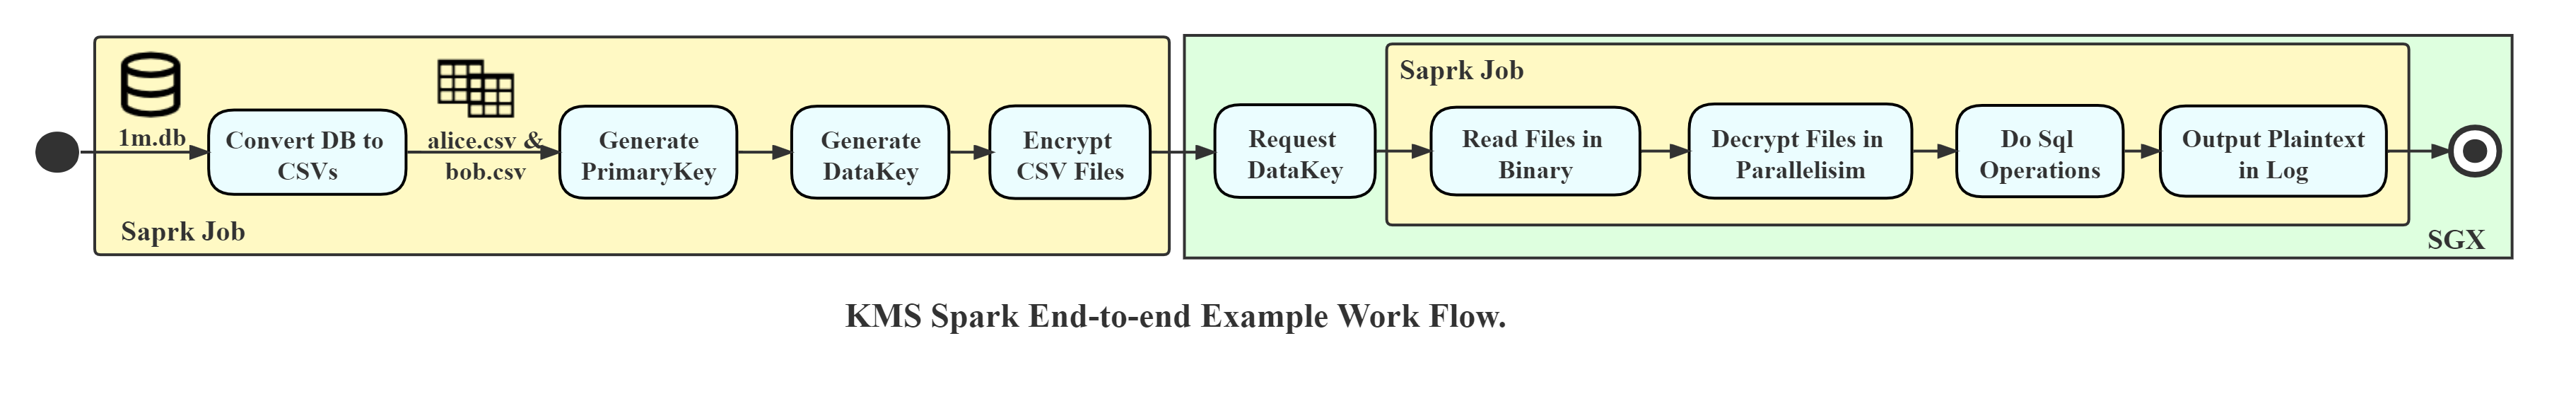 1m.db
Convert DB to
CSVs
alice.csv &
bob.csv
Generate
PrimaryKey
Generate
DataKey
Encrypt
CSV Files
Saprk Job
Request
DataKey
Saprk Job
Read Files in
Binary
Decrypt Files in
Parallelisim
Do Sql
Operations
Output Plaintext
in Log
SGX
KMS Spark End-to-end Example Work Flow.